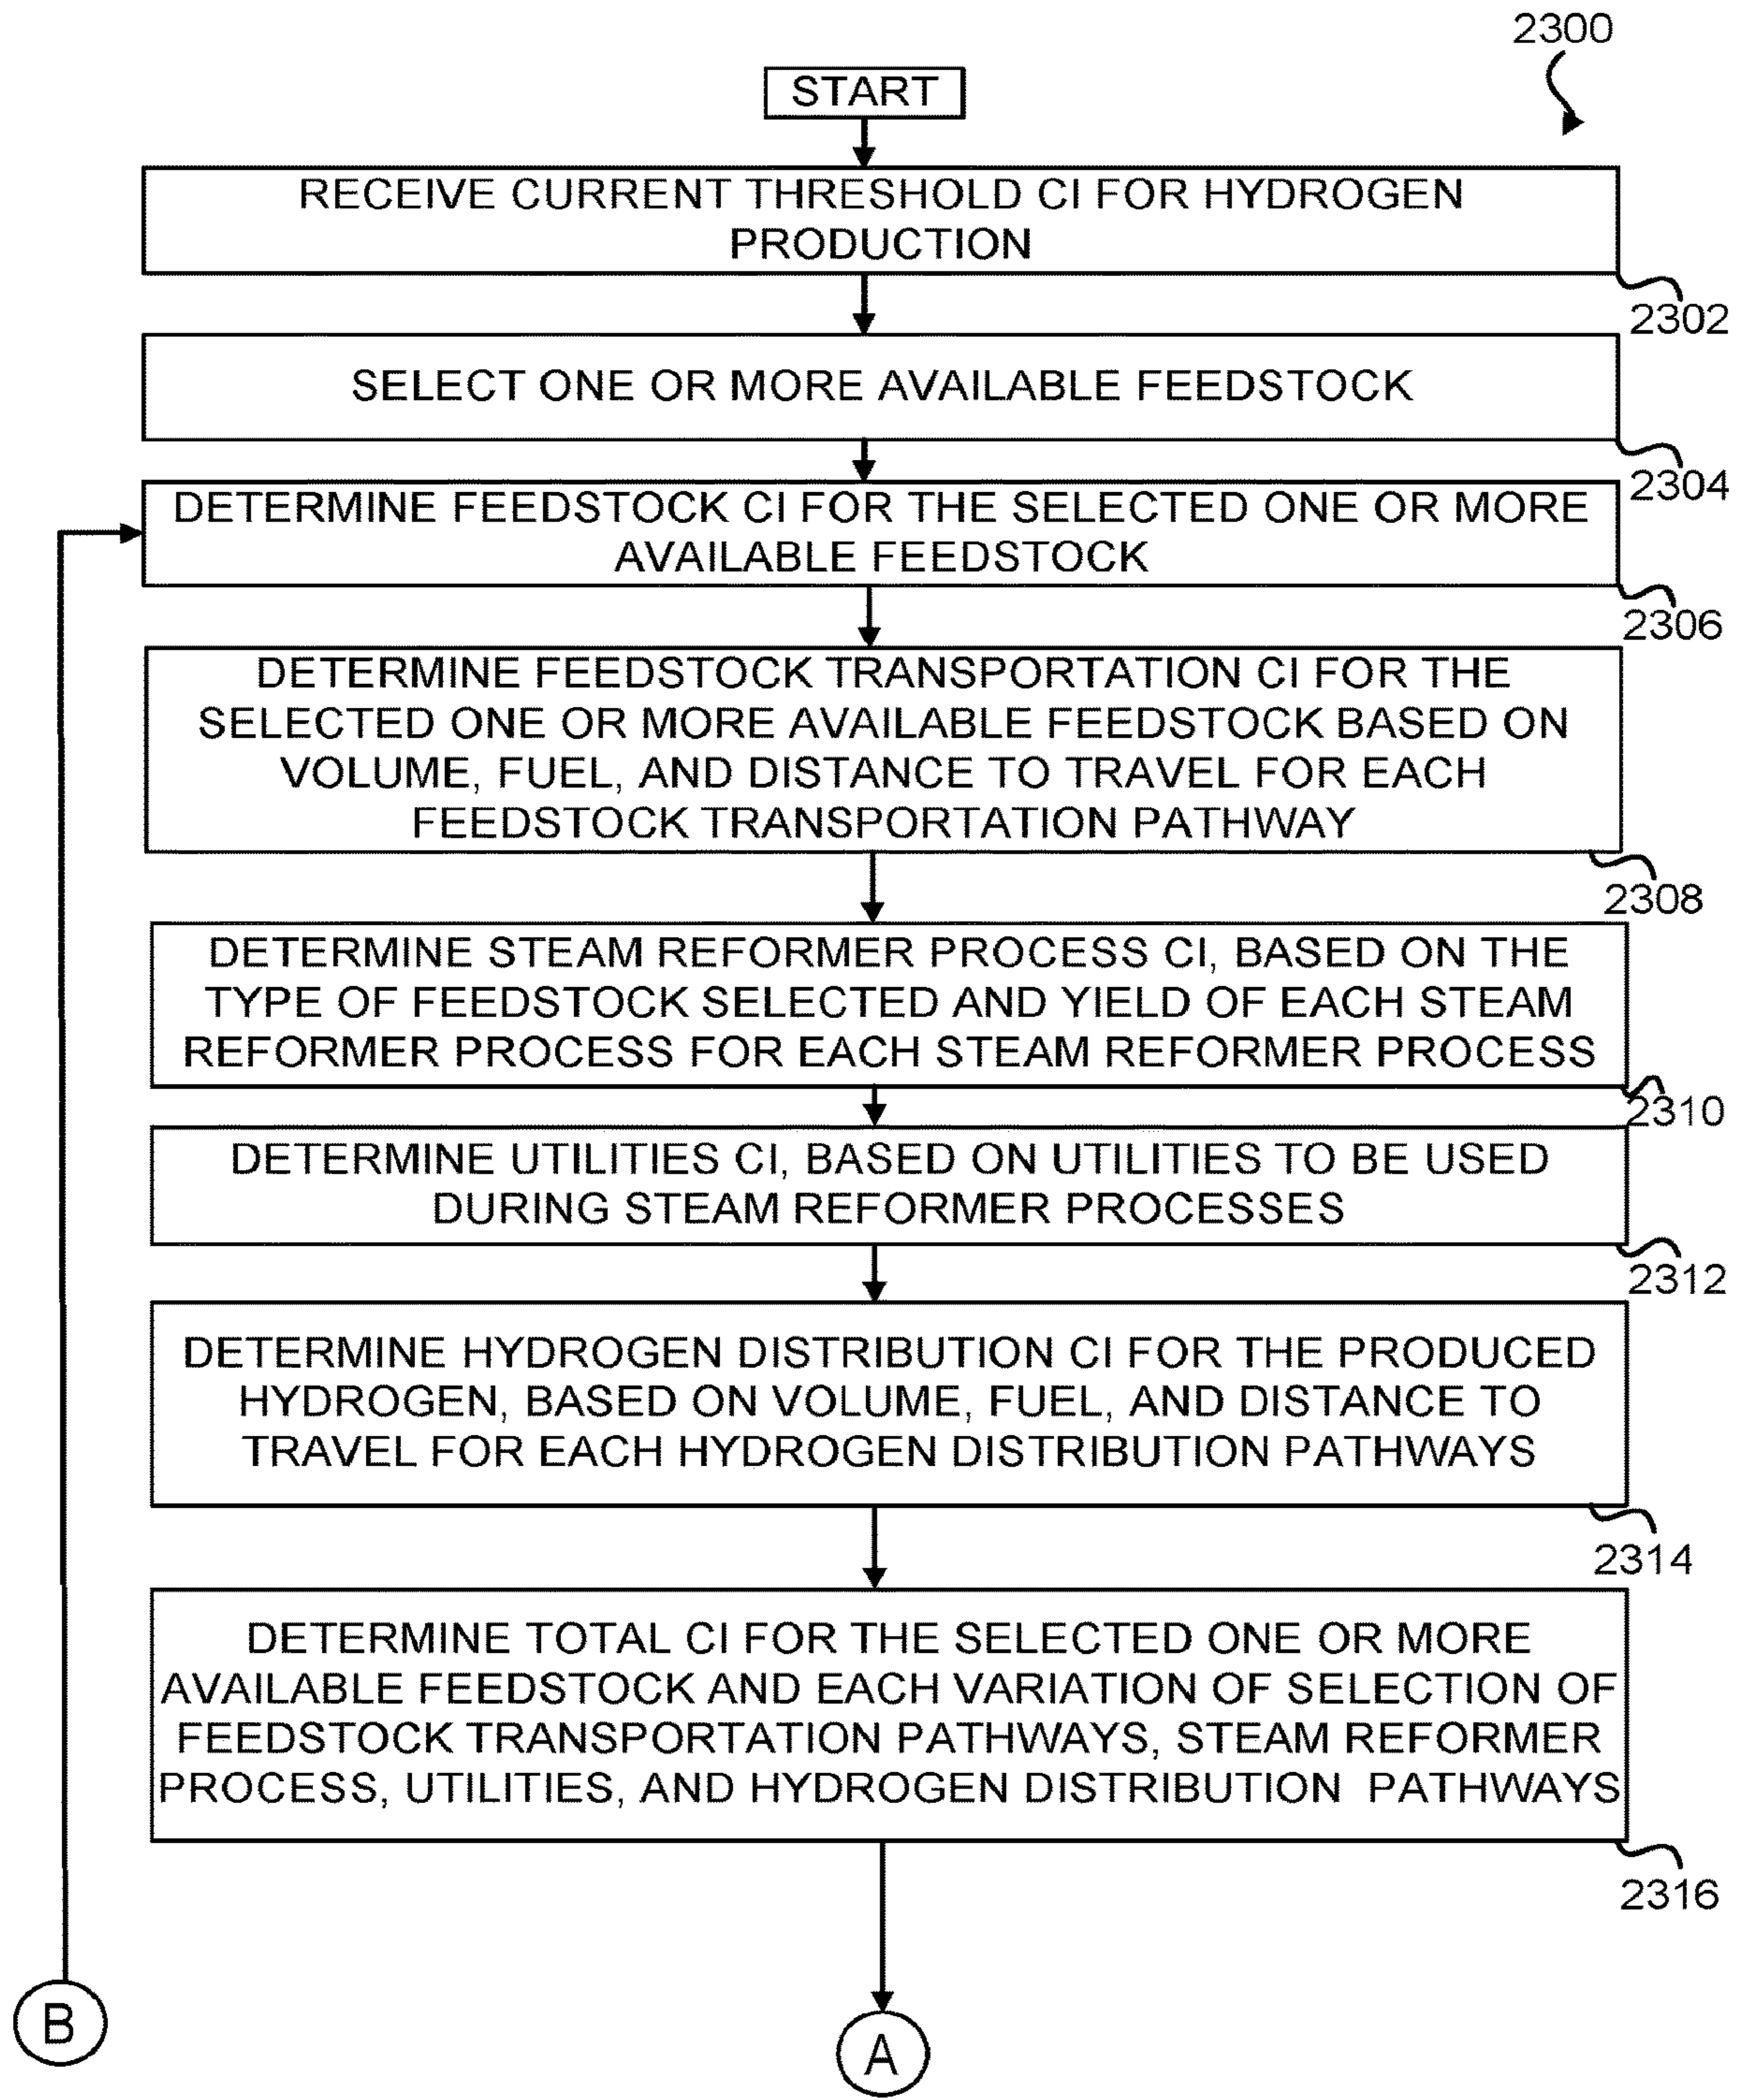 2300
START
RECEIVE CURRENT THRESHOLD CI FOR HYDROGEN
PRODUCTION
2302
SELECT ONE OR MORE AVAILABLE FEEDSTOCK
2304
DETERMINE FEEDSTOCK CI FOR THE SELECTED ONE OR MORE
AVAILABLE FEEDSTOCK
2306
DETERMINE FEEDSTOCK TRANSPORTATION CI FOR THE
SELECTED ONE OR MORE AVAILABLE FEEDSTOCK BASED ON
VOLUME, FUEL, AND DISTANCE TO TRAVEL FOR EACH
FEEDSTOCK TRANSPORTATION PATHWAY
2308
DETERMINE STEAM REFORMER PROCESS CI, BASED ON THE
TYPE OF FEEDSTOCK SELECTED AND YIELD OF EACH STEAM
REFORMER PROCESS FOR EACH STEAM REFORMER PROCESS
2310
DETERMINE UTILITIES CI, BASED ON UTILITIES TO BE USED
DURING STEAM REFORMER PROCESSES
2312
DETERMINE HYDROGEN DISTRIBUTION CI FOR THE PRODUCED
HYDROGEN, BASED ON VOLUME, FUEL, AND DISTANCE TO
TRAVEL FOR EACH HYDROGEN DISTRIBUTION PATHWAYS
2314
DETERMINE TOTAL CI FOR THE SELECTED ONE OR MORE
AVAILABLE FEEDSTOCK AND EACH VARIATION OF SELECTION OF
FEEDSTOCK TRANSPORTATION PATHWAYS, STEAM REFORMER
PROCESS, UTILITIES, AND HYDROGEN DISTRIBUTION PATHWAYS
2316
B
A